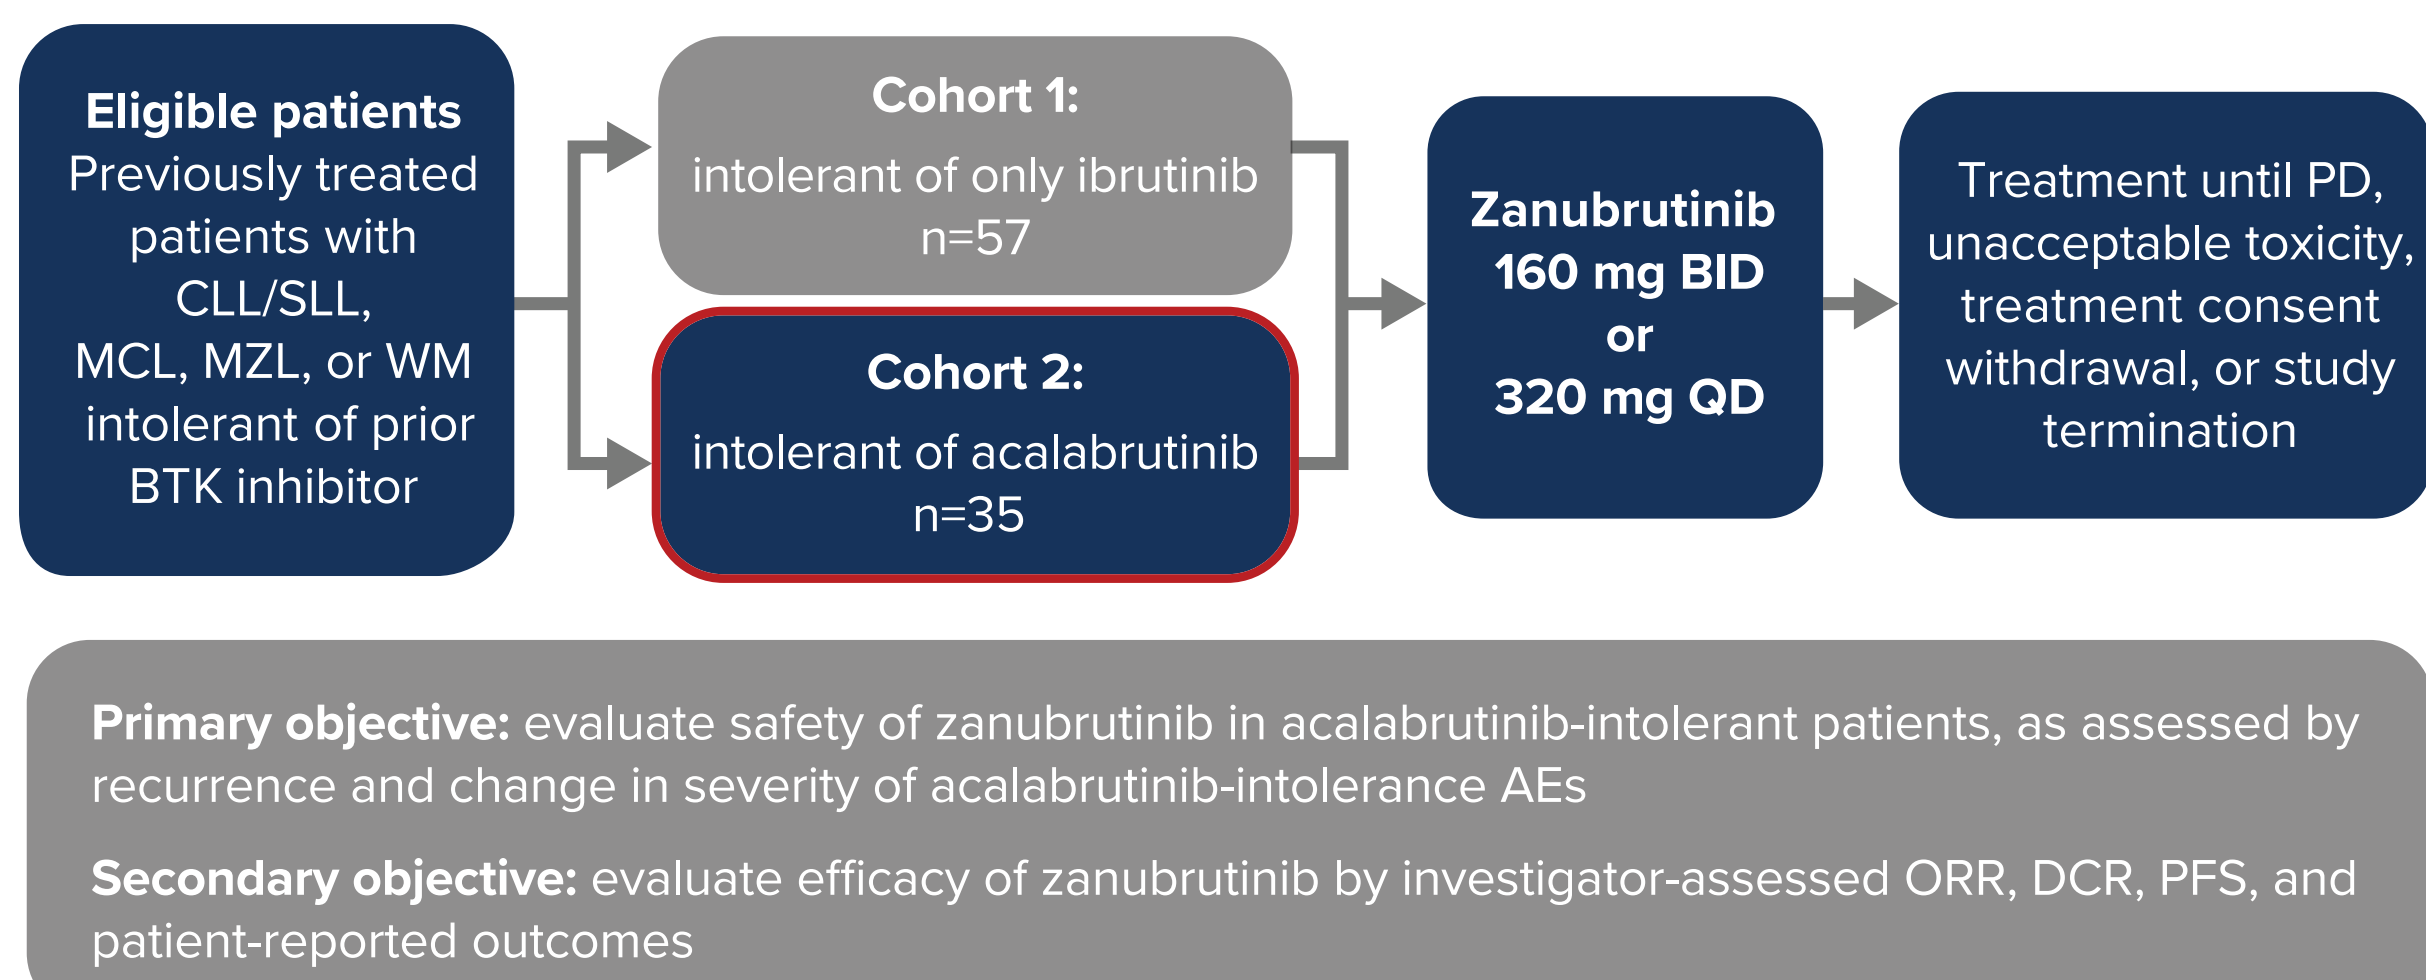 Eligible patients
Previously treated
patients with
CLL/SLL,
MCL, MZL, or WM
intolerant of prior
BTK inhibitor
Cohort 1:
intolerant of only ibrutinib
n=57
Cohort 2:
intolerant of acalabrutinib
n=35
Zanubrutinib
160 mg BID
or
320 mg QD
Treatment until PD,
unacceptable toxicity,
treatment consent
withdrawal, or study
termination
Primary objective: evaluate safety of zanubrutinib in acalabrutinib-intolerant patients, as assessed by
recurrence and change in severity of acalabrutinib-intolerance AEs
Secondary objective: evaluate efficacy of zanubrutinib by investigator-assessed ORR, DCR, PFS, and
patient-reported outcomes